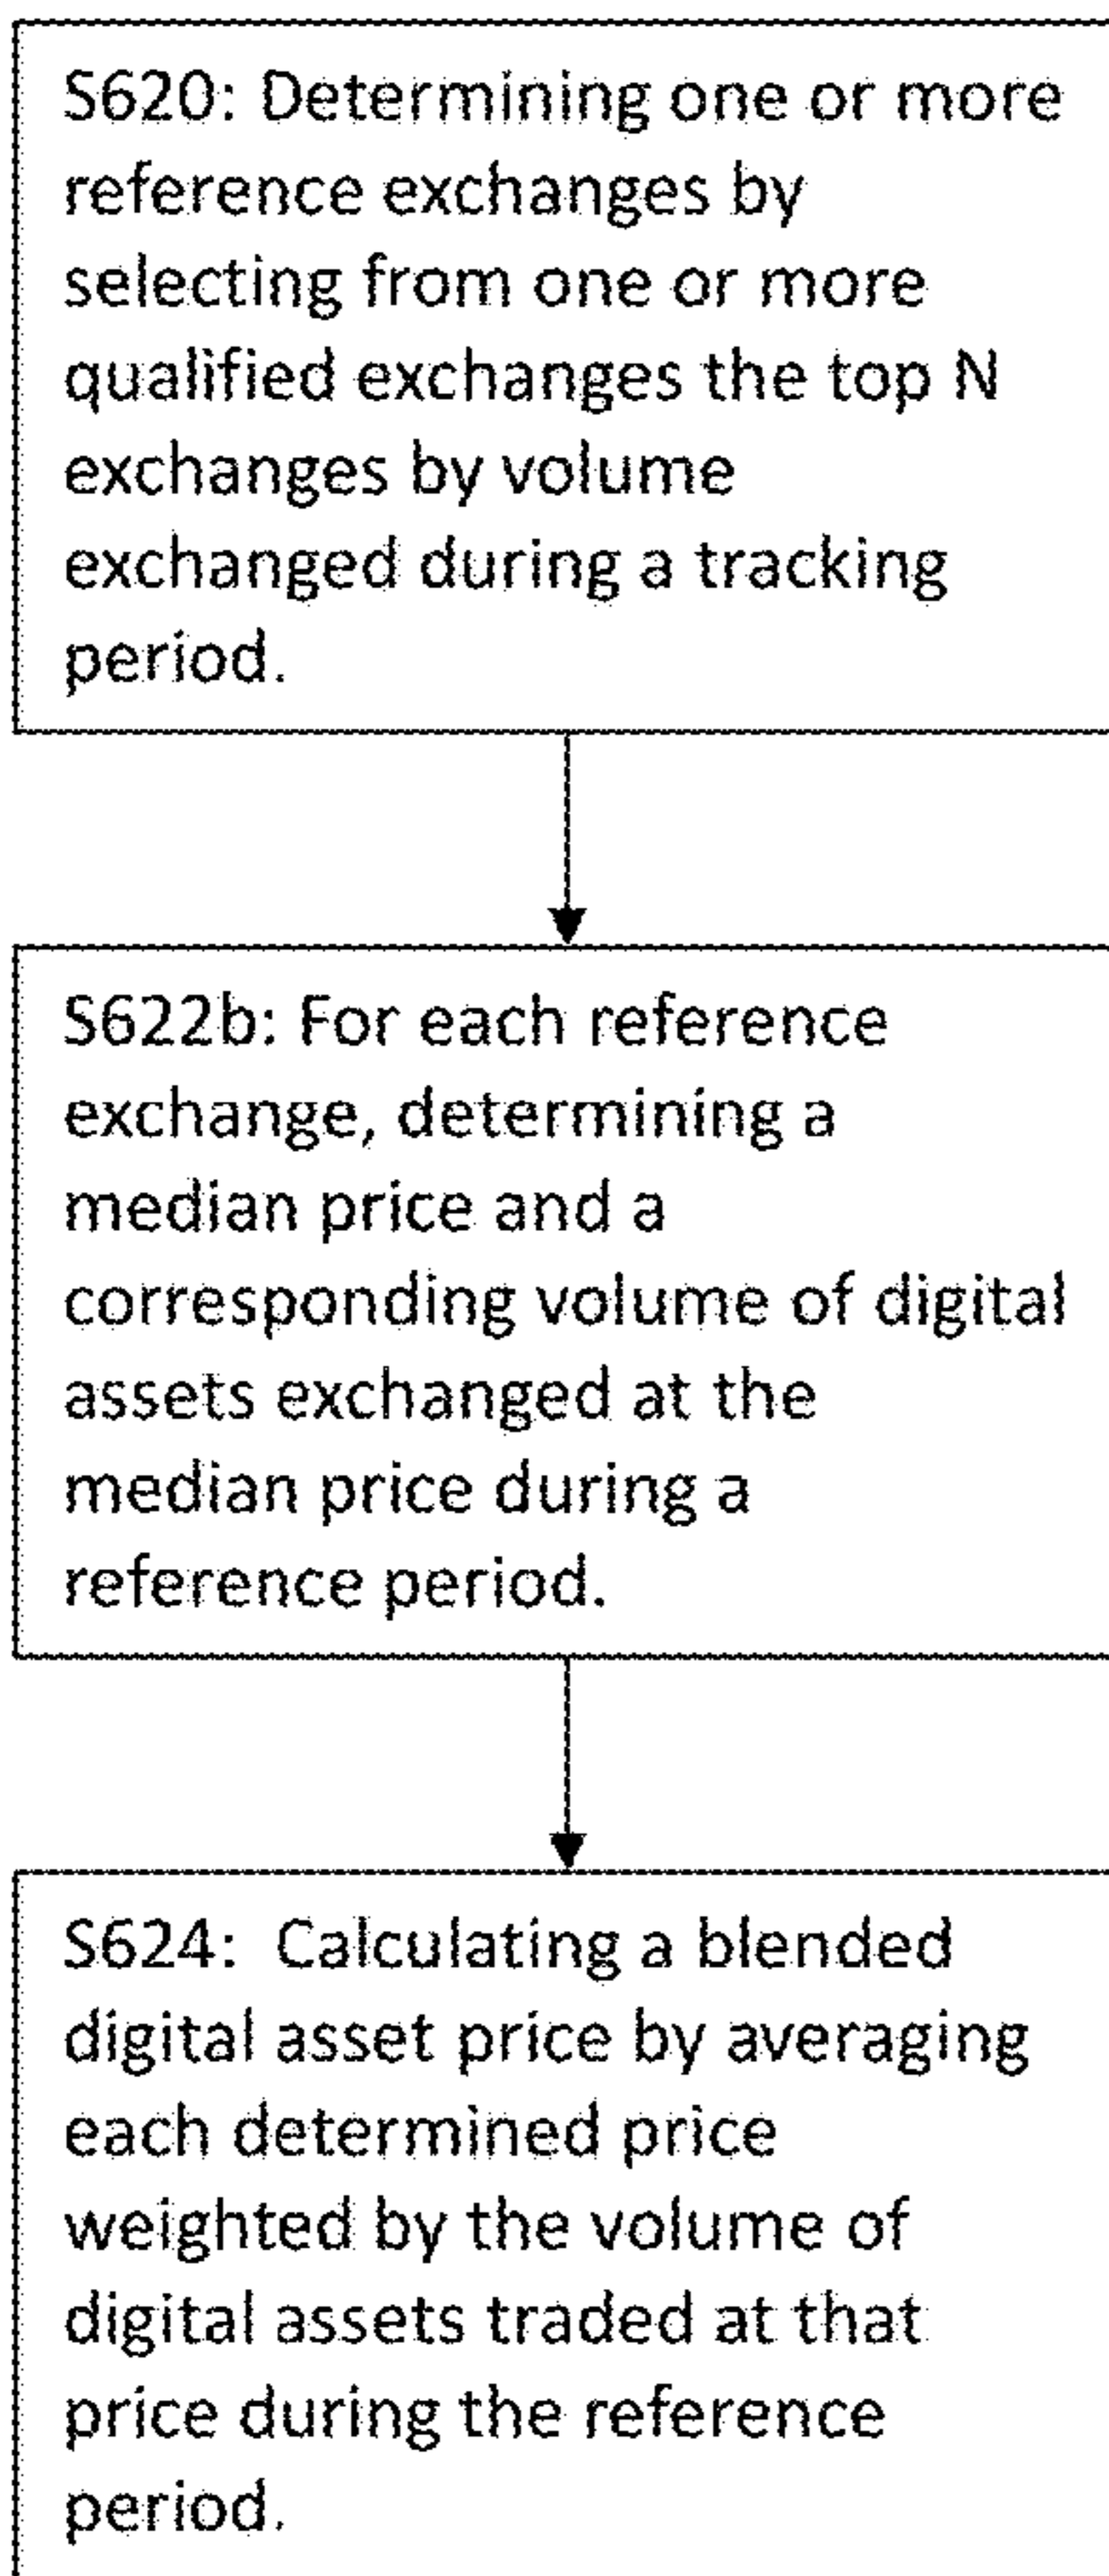 S620: Determining one or more
reference exchanges by
selecting from one or more
qualified exchanges the top N
exchanges by volume
exchanged during a tracking
period.
S622b: For each reference
exchange, determining a
median price and a
corresponding volume of digital
assets exchanged at the
median price during a
reference period.
S624: Calculating a blended
digital asset price by averaging
each determined price
weighted by the volume of
digital assets traded at that
price during the reference
period.